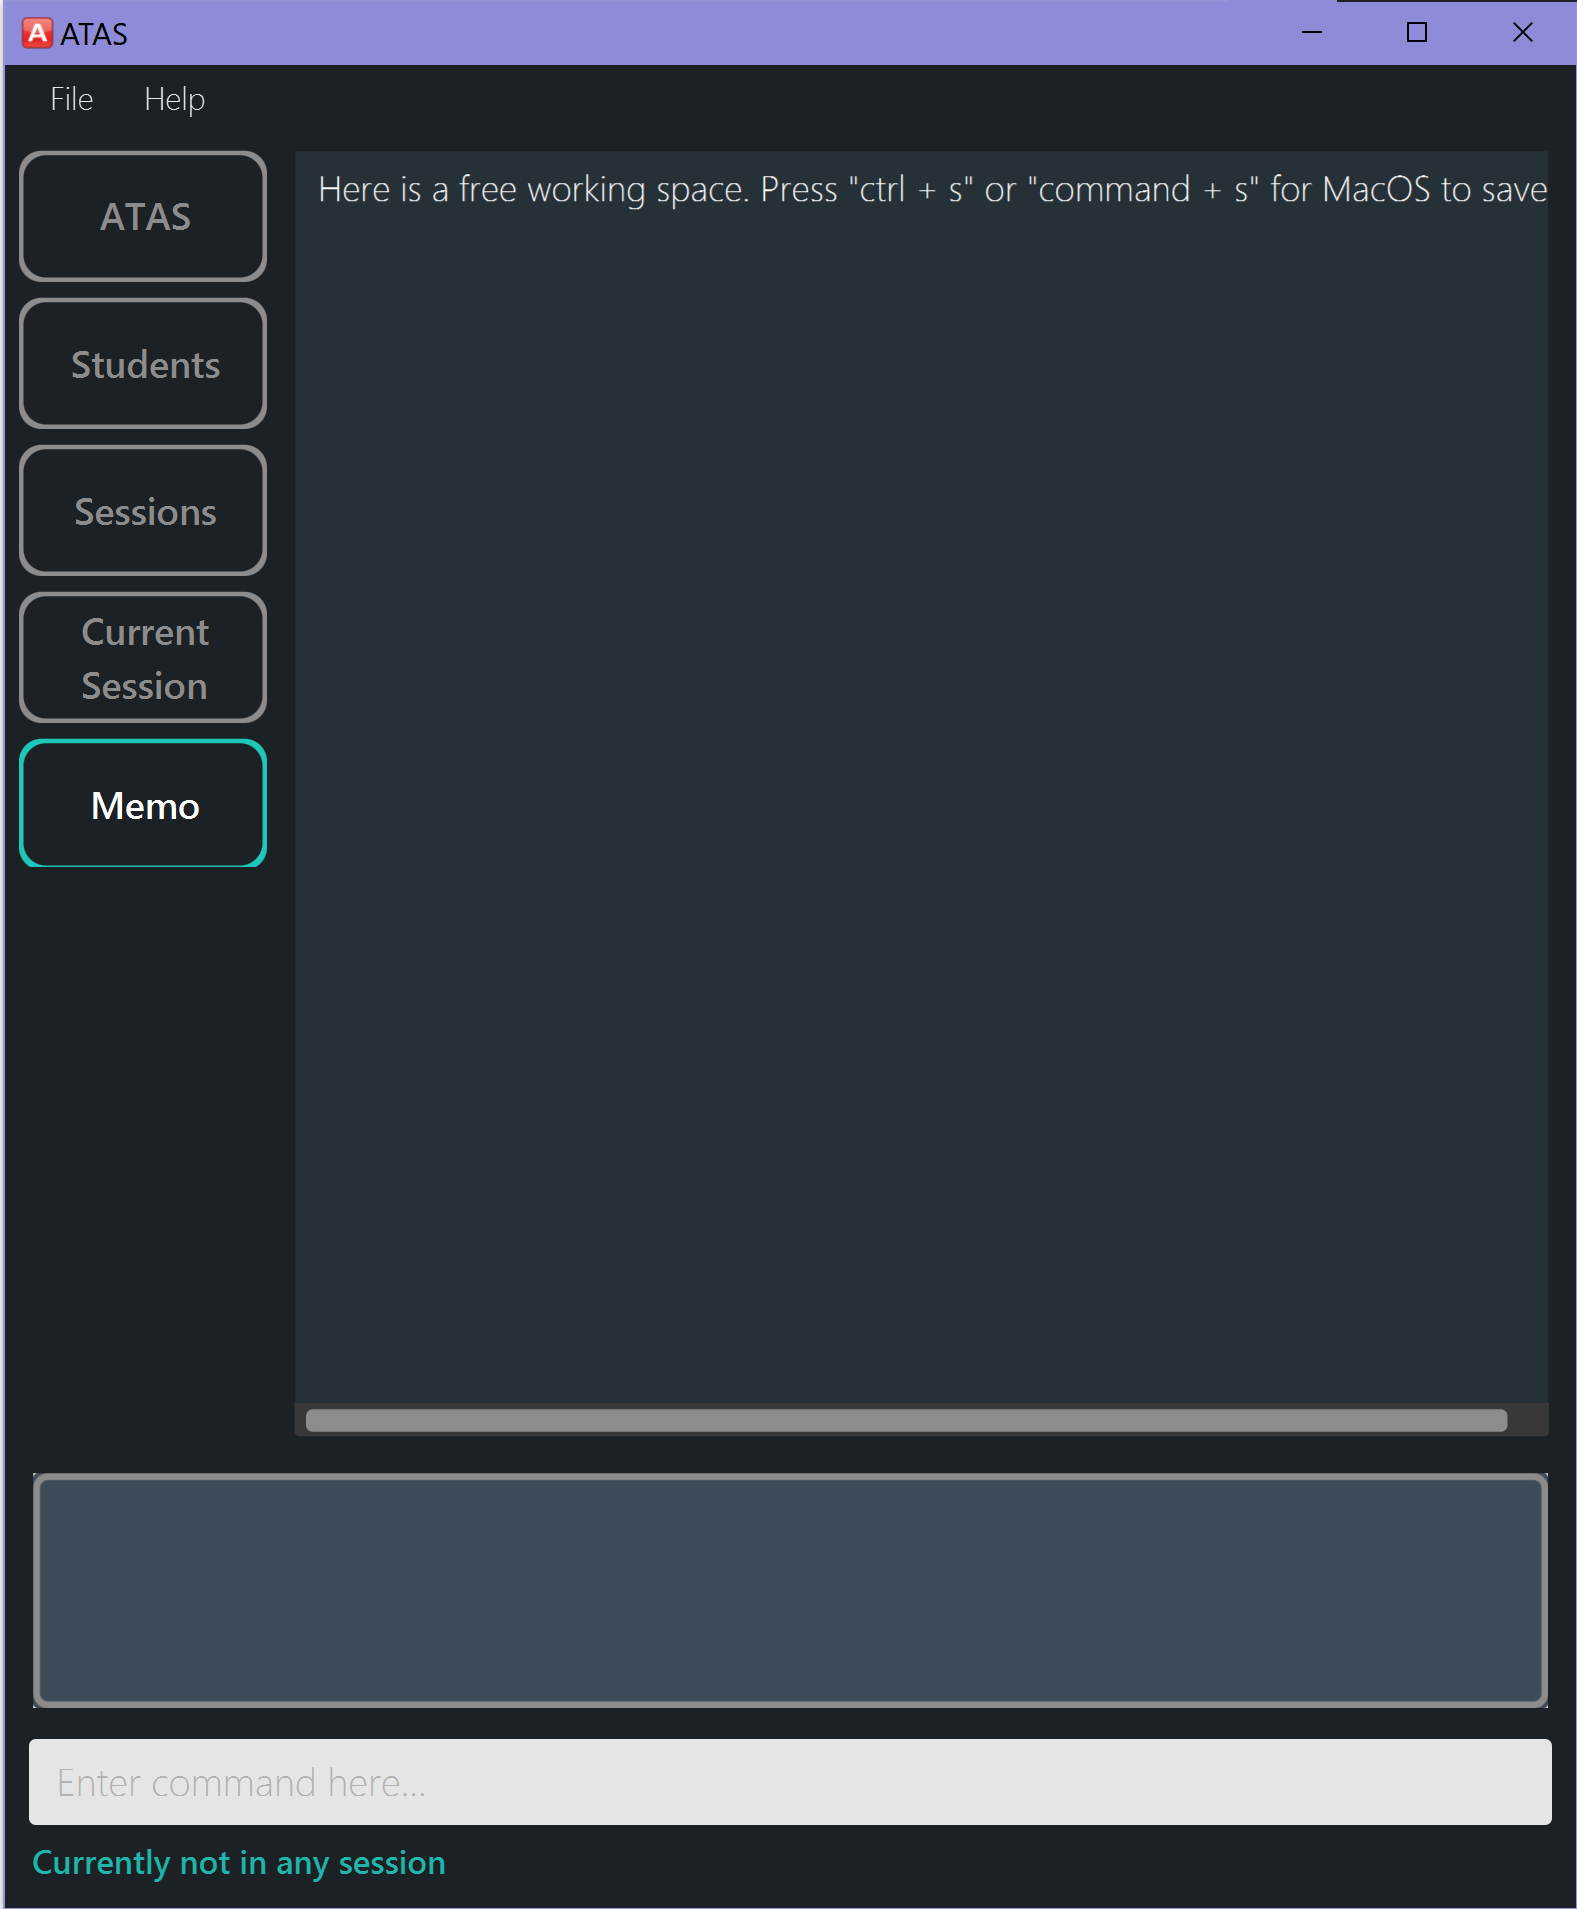 A ATAS
File Help
ATAS
Students
Sessions
Current
Session
Memo
Here is a free working space. Press "ctrl + s" or "command + s" for MacOS to save
Enter command here...
Currently not in any session